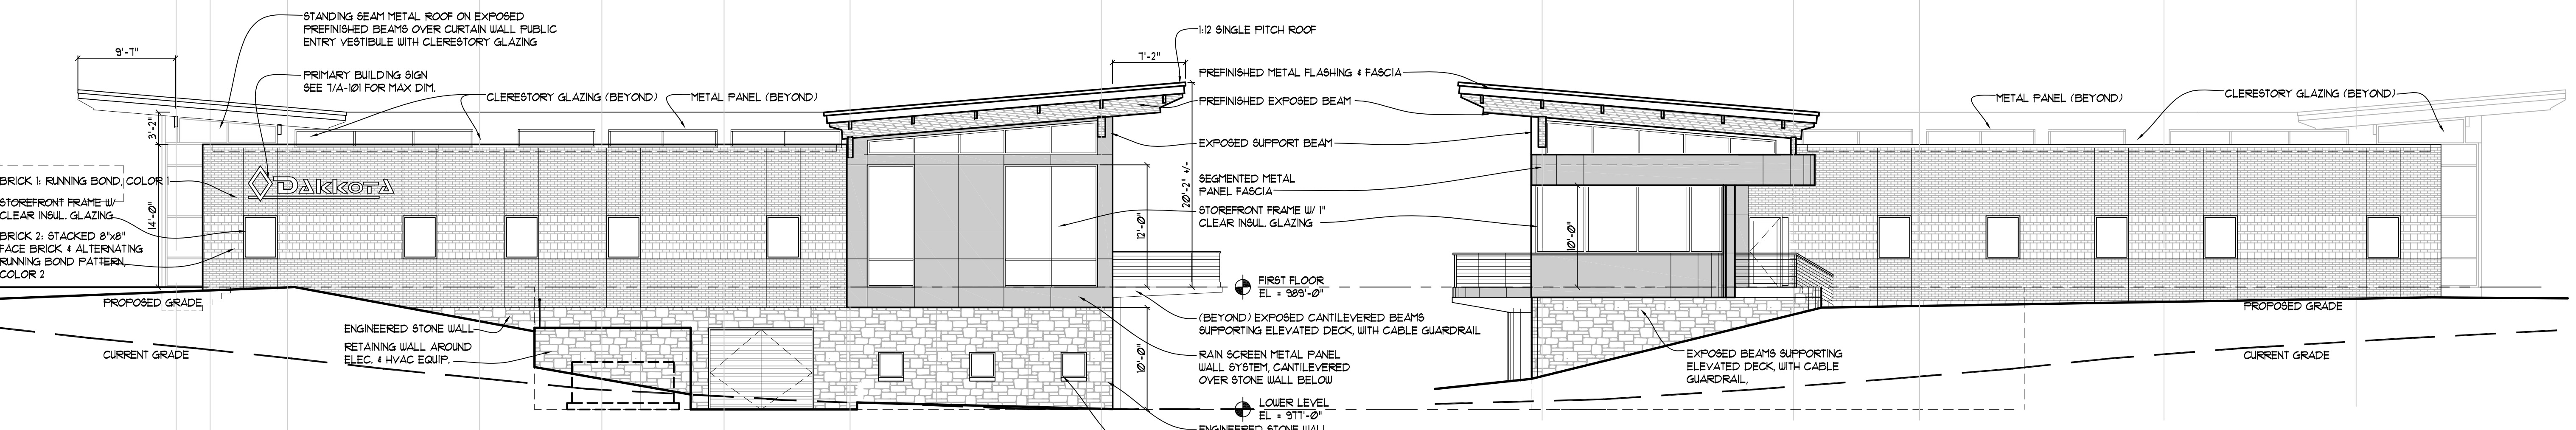 STANDING SEAM METAL ROOF ON EXPOSED
PREFINISHED BEAMS OVER CURTAIN WALL PUBLIC
ENTRY VESTIBULE WITH CLERESTORY GLAZING
9'-7"
PRIMARY BUILDING SIGN
SEE 7/A-101 FOR MAX DIM.
CLERESTORY GLAZING (BEYOND)
METAL PANEL (BEYOND)
3'-2"
14'-0"
BRICK 1: RUNNING BOND, COLOR 1
STOREFRONT FRAME W/
CLEAR INSUL. GLAZING
BRICK 2: STACKED 8"x8"
FACE BRICK & ALTERNATING
RUNNING BOND PATTERN,
COLOR 2
DAKKOTA
PROPOSED GRADE
CURRENT GRADE
ENGINEERED STONE WALL
RETAINING WALL AROUND
ELEC. & HVAC EQUIP.
7'-2"
1:12 SINGLE PITCH ROOF
PREFINISHED METAL FLASHING & FASCIA
PREFINISHED EXPOSED BEAM
EXPOSED SUPPORT BEAM
20'-2" +/-
SEGMENTED METAL
PANEL FASCIA
STOREFRONT FRAME W/ 1"
CLEAR INSUL. GLAZING
12'-0"
10'-0"
FIRST FLOOR
EL = 989'-0"
(BEYOND) EXPOSED CANTILEVERED BEAMS
SUPPORTING ELEVATED DECK, WITH CABLE GUARDRAIL
RAIN SCREEN METAL PANEL
WALL SYSTEM, CANTILEVERED
OVER STONE WALL BELOW
10'-0"
LOWER LEVEL
EL = 977'-0"
ENGINEERED STONE WALL
METAL PANEL (BEYOND)
CLERESTORY GLAZING (BEYOND)
EXPOSED BEAMS SUPPORTING
ELEVATED DECK, WITH CABLE
GUARDRAIL,
PROPOSED GRADE
CURRENT GRADE